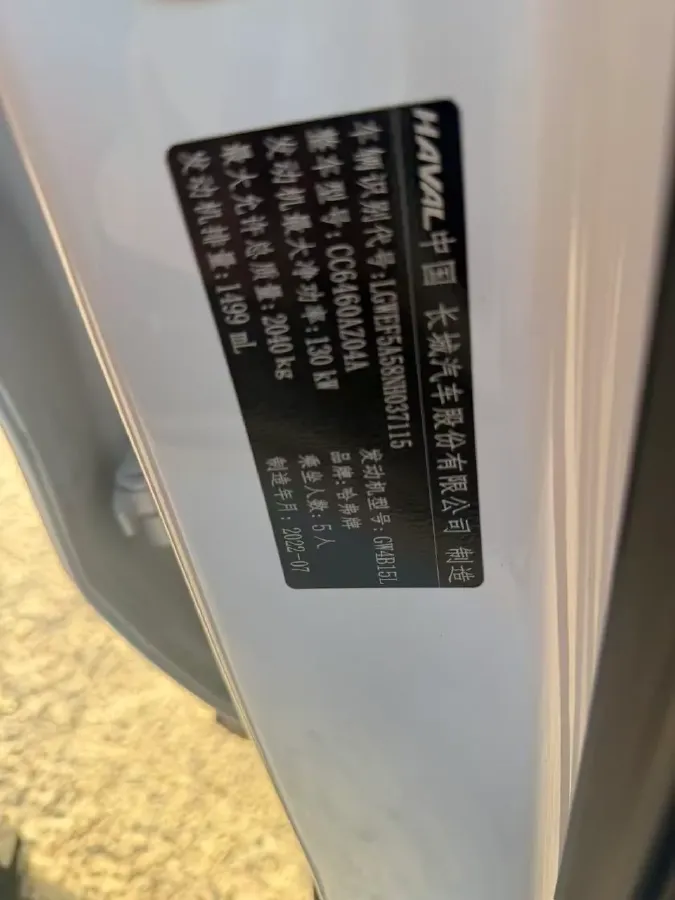 HAVAL 中国 长城汽车股份有限公司 制造
车辆识别代号:LGWEF5A58NH037115
整车型号:CC6460AZ04A
发动机型号:GW4B15L
发动机最大净功率:130 kW
品牌:哈弗牌
最大允许总质量:2040 kg
乘坐人数:5人
发动机排量:1499 mL
制造年月:2022-07